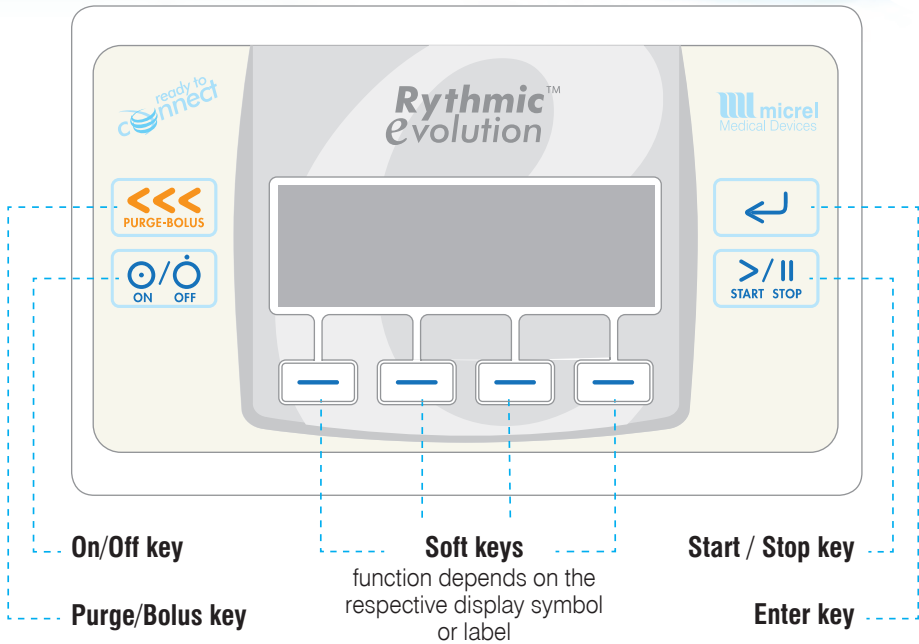 ready to
connect
Rythmic™
evolution
micrel
Medical Devices
<<<
PURGE-BOLUS
/
ON OFF
>/II
START STOP
On/Off key
Soft keys
Start / Stop key
function depends on the
respective display symbol
or label
Purge/Bolus key
Enter key